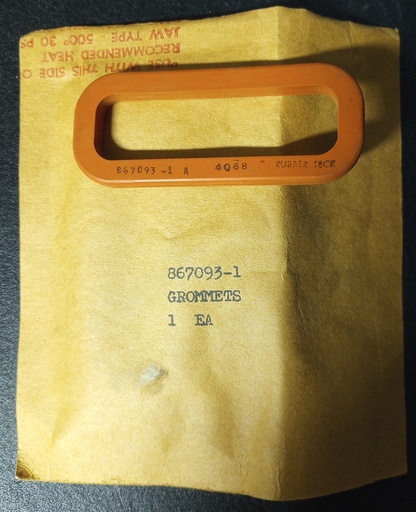 CLOSE WITH THIS SIDE O
RECOMMENDED HEAT
JAW TYPE - 500° 30 PS
867093-1 A 4Q68 " RUBBER TECK
867093-1
GROMMETS
1 EA